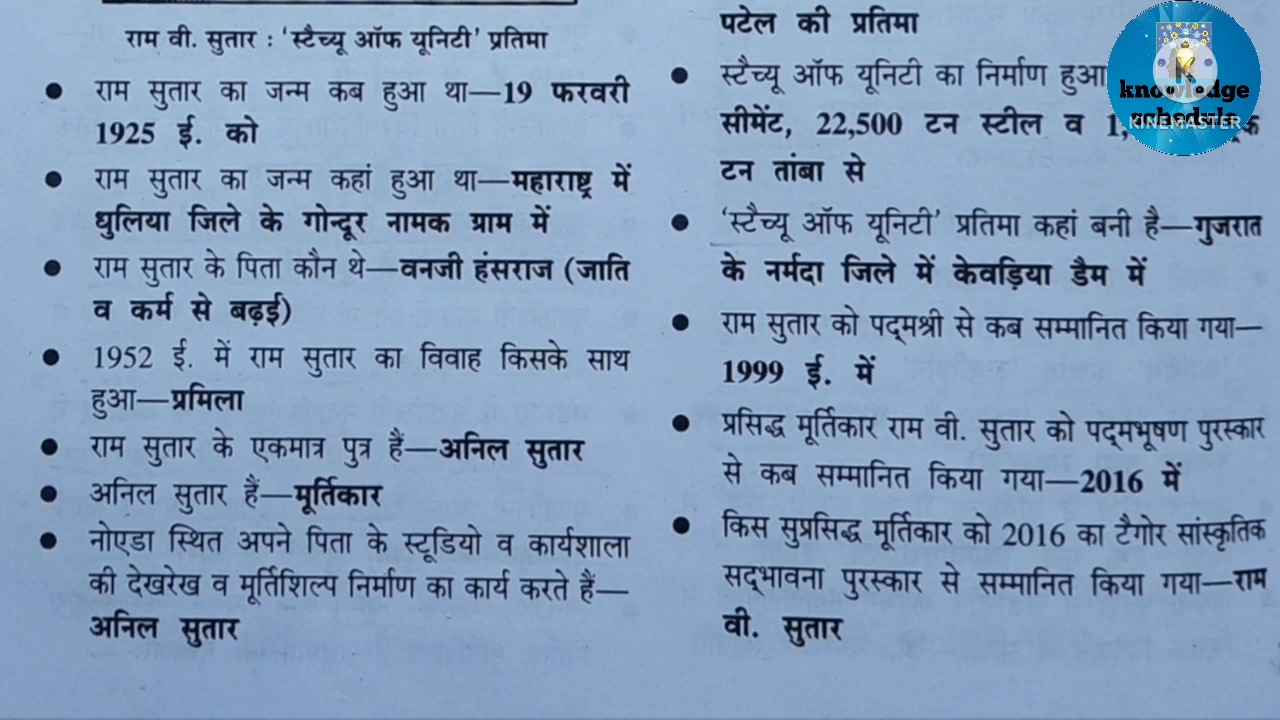 राम वी. सुतार : ‘स्टैच्यू ऑफ यूनिटी’ प्रतिमा
● राम सुतार का जन्म कब हुआ था—19 फरवरी
1925 ई. को
● राम सुतार का जन्म कहां हुआ था—महाराष्ट्र में
धुलिया जिले के गोन्दूर नामक ग्राम में
● राम सुतार के पिता कौन थे—वनजी हंसराज (जाति
व कर्म से बढ़ई)
● 1952 ई. में राम सुतार का विवाह किसके साथ
हुआ—प्रमिला
● राम सुतार के एकमात्र पुत्र हैं—अनिल सुतार
● अनिल सुतार हैं—मूर्तिकार
● नोएडा स्थित अपने पिता के स्टूडियो व कार्यशाला
की देखरेख व मूर्तिशिल्प निर्माण का कार्य करते हैं—
अनिल सुतार
पटेल की प्रतिमा
● स्टैच्यू ऑफ यूनिटी का निर्माण हुआ
सीमेंट, 22,500 टन स्टील व
टन तांबा से
● ‘स्टैच्यू ऑफ यूनिटी’ प्रतिमा कहां बनी है—गुजरात
के नर्मदा जिले में केवड़िया डैम में
● राम सुतार को पद्मश्री से कब सम्मानित किया गया—
1999 ई. में
● प्रसिद्ध मूर्तिकार राम वी. सुतार को पद्मभूषण पुरस्कार
से कब सम्मानित किया गया—2016 में
● किस सुप्रसिद्ध मूर्तिकार को 2016 का टैगोर सांस्कृतिक
सद्भावना पुरस्कार से सम्मानित किया गया—राम
वी. सुतार
knowledge
schedule
KINEMASTER